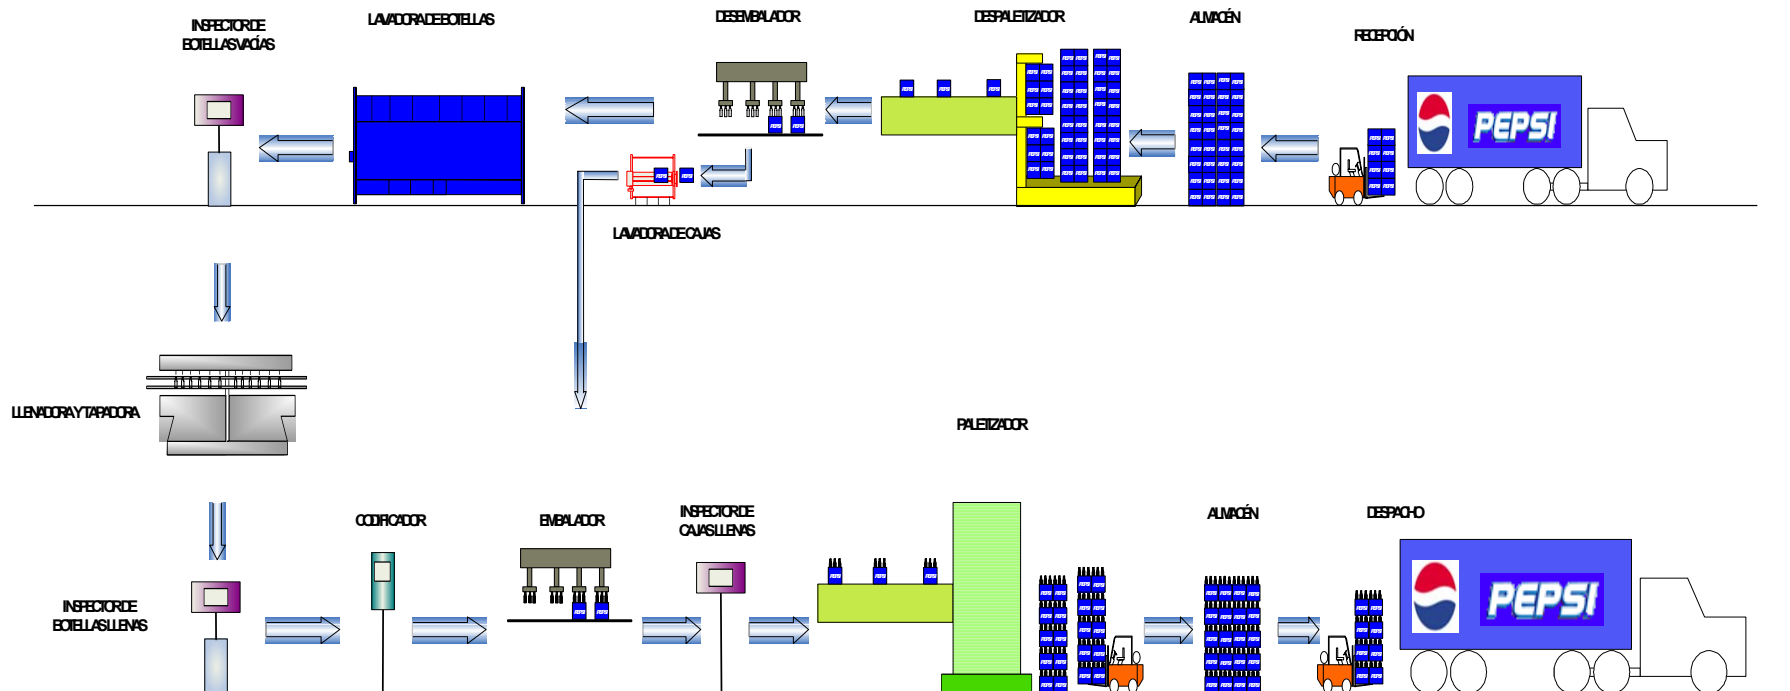 INSPECTOR DE
BOTELLAS VACÍAS
LAVADORA DE BOTELLAS
DESEMBALADOR
DESPALETIZADOR
ALMACÉN
RECEPCIÓN
PEPSI
LAVADORA DE CAJAS
LLENADORA Y TAPADORA
PALETIZADOR
INSPECTOR DE
BOTELLAS LLENAS
CODIFICADOR
EMBALADOR
INSPECTOR DE
CAJAS LLENAS
ALMACÉN
DESPACHO
PEPSI